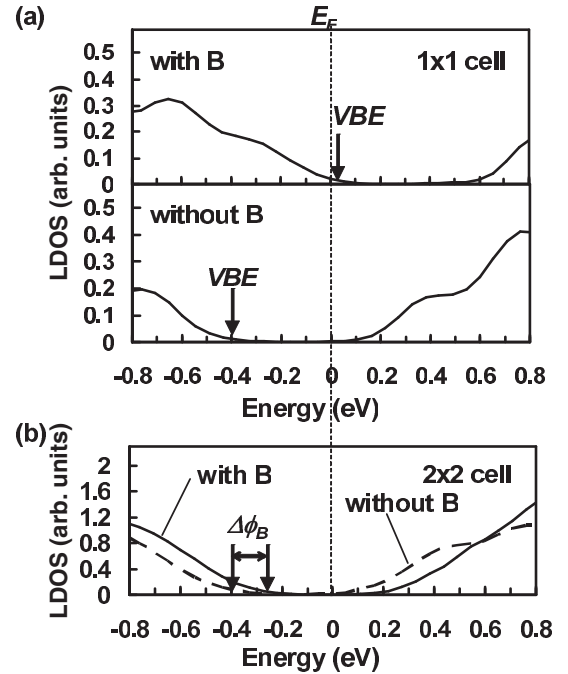 (a)
E_F
with B
1x1 cell
VBE
0.5
0.4
0.3
0.2
0.1
0
without B
VBE
0.5
0.4
0.3
0.2
0.1
0
LDOS (arb. units)
-0.8 -0.6 -0.4 -0.2 0 0.2 0.4 0.6 0.8
Energy (eV)
(b)
with B
2x2 cell
without B
Δϕ_B
2
1.6
1.2
0.8
0.4
0
LDOS (arb. units)
-0.8 -0.6 -0.4 -0.2 0 0.2 0.4 0.6 0.8
Energy (eV)